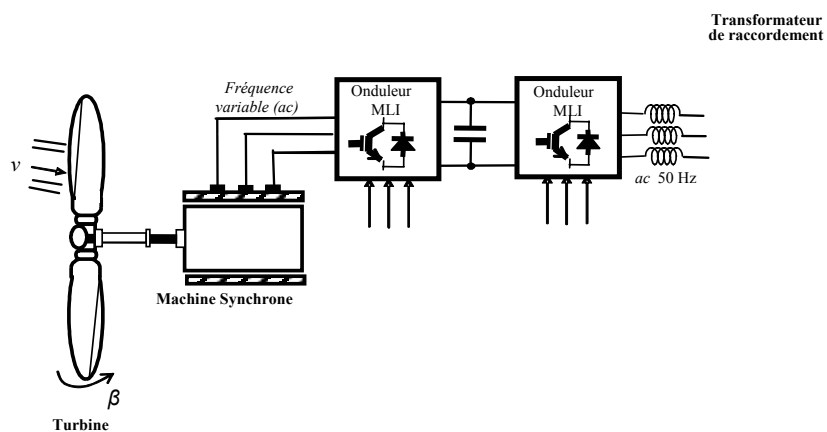 Transformateur
de raccordement
Fréquence
variable (ac)
Onduleur
MLI
Onduleur
MLI
v
ac 50 Hz
Machine Synchrone
β
Turbine